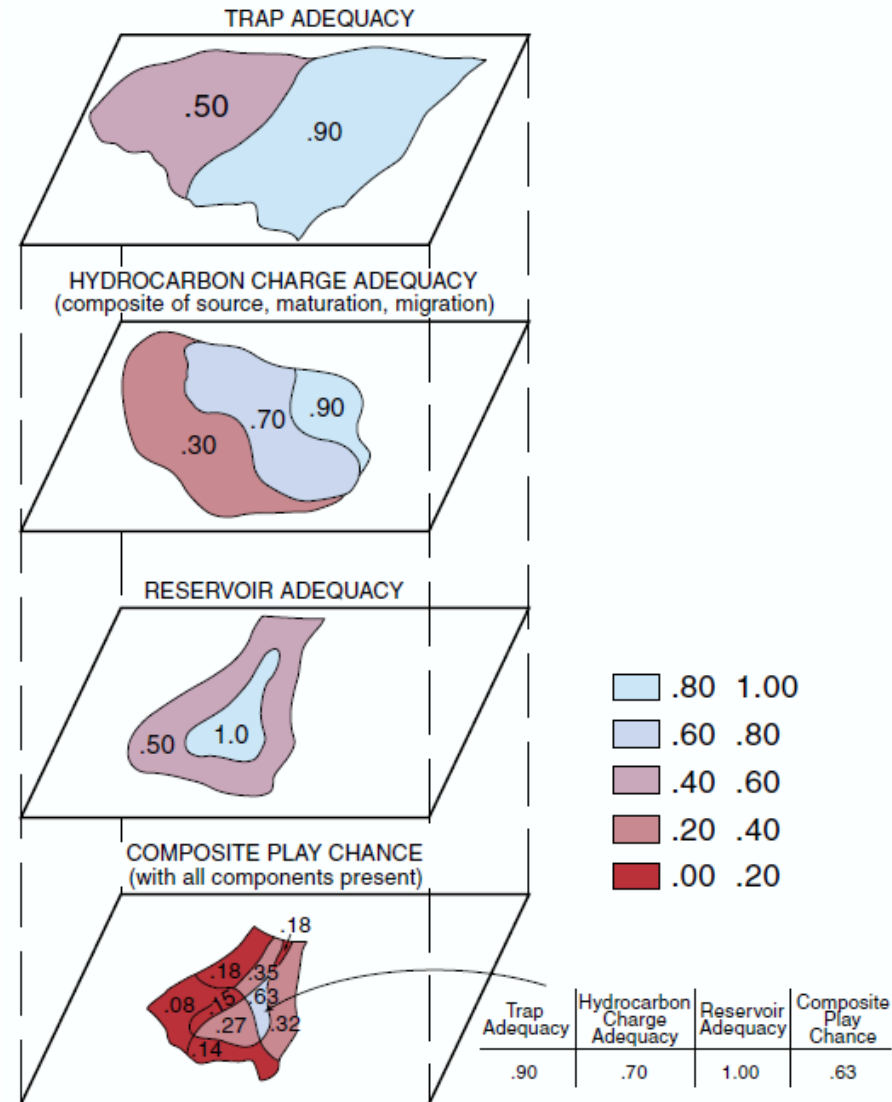 TRAP ADEQUACY
.50
.90
HYDROCARBON CHARGE ADEQUACY
(composite of source, maturation, migration)
.90
.70
.30
RESERVOIR ADEQUACY
1.0
.50
.80 1.00
.60 .80
.40 .60
.20 .40
.00 .20
COMPOSITE PLAY CHANCE
(with all components present)
.18
.18 .35
.08 .15 .63
.27 .32
.14
Trap Adequacy
Hydrocarbon Charge Adequacy
Reservoir Adequacy
Composite Play Chance
.90 .70 1.00 .63